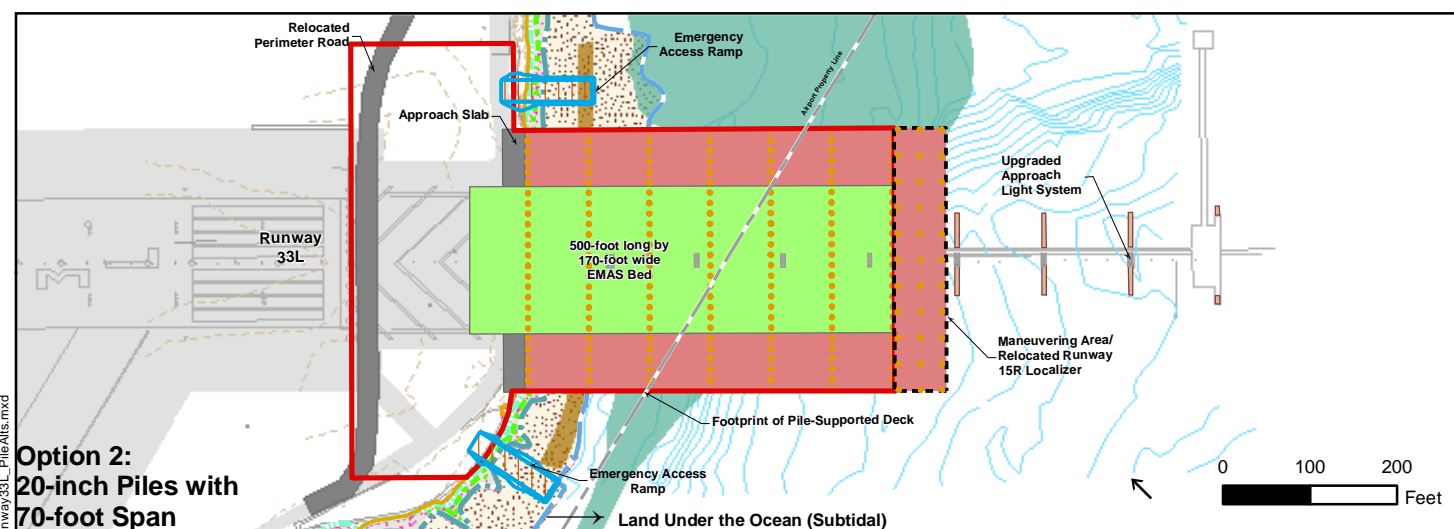 Relocated
Perimeter Road
Emergency
Access Ramp
Airport Property Line
Approach Slab
Upgraded
Approach
Light System
Runway
33L
500-foot long by
170-foot wide
EMAS Bed
Maneuvering Area/
Relocated Runway
15R Localizer
Footprint of Pile-Supported Deck
Emergency Access
Ramp
Land Under the Ocean (Subtidal)
Option 2:
20-inch Piles with
70-foot Span
0 100 200
Feet
nway33L_PileAlts.mxd